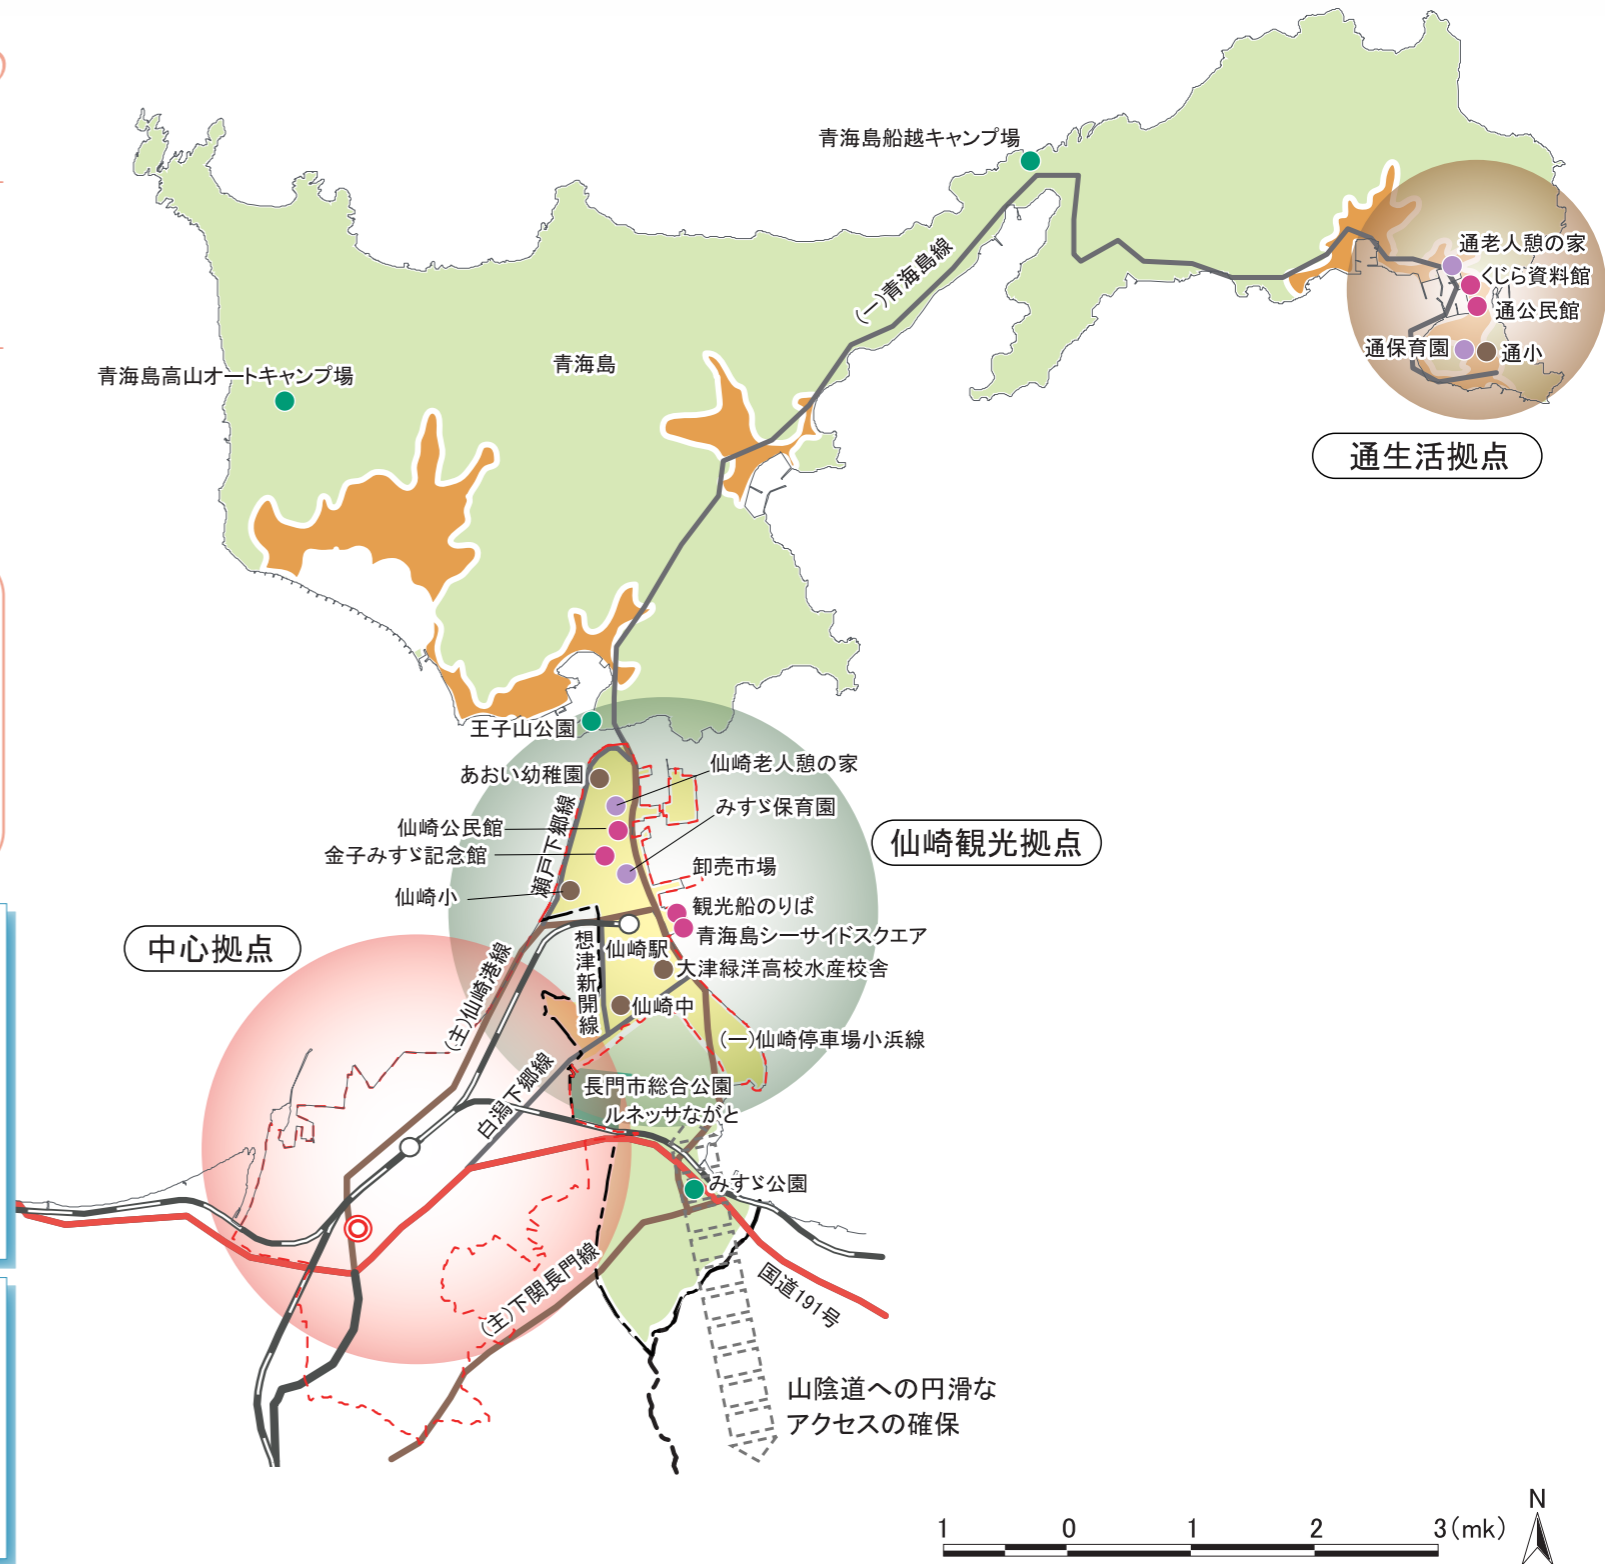 青海島船越キャンプ場
(一)青海島線
通老人憩の家
くじら資料館
通公民館
通保育園
通小
青海島
青海島高山オートキャンプ場
通生活拠点
王子山公園
あおい幼稚園
仙崎老人憩の家
瀬戸下郷線
みすゞ保育園
仙崎公民館
仙崎観光拠点
金子みすゞ記念館
卸売市場
仙崎小
観光船のりば
青海島シーサイドスクエア
中心拠点
想津新開線
仙崎駅
大津緑洋高校水産校舎
(主)仙崎港線
仙崎中
(一)仙崎停車場小浜線
白潟下郷線
長門市総合公園
ルネッサながと
みすゞ公園
(主)下関長門線
国道191号
山陰道への円滑な
アクセスの確保
N
1 0 1 2 3(mk)